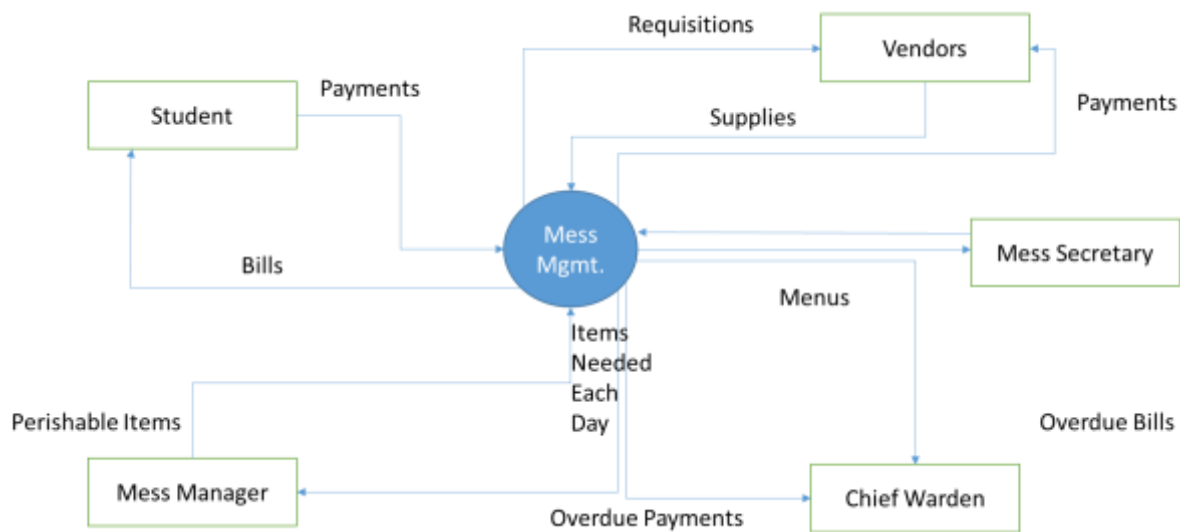 Requisitions
Vendors
Payments
Student
Payments
Supplies
Mess
Mgmt.
Mess Secretary
Bills
Menus
Items
Needed
Each
Day
Perishable Items
Overdue Bills
Mess Manager
Chief Warden
Overdue Payments